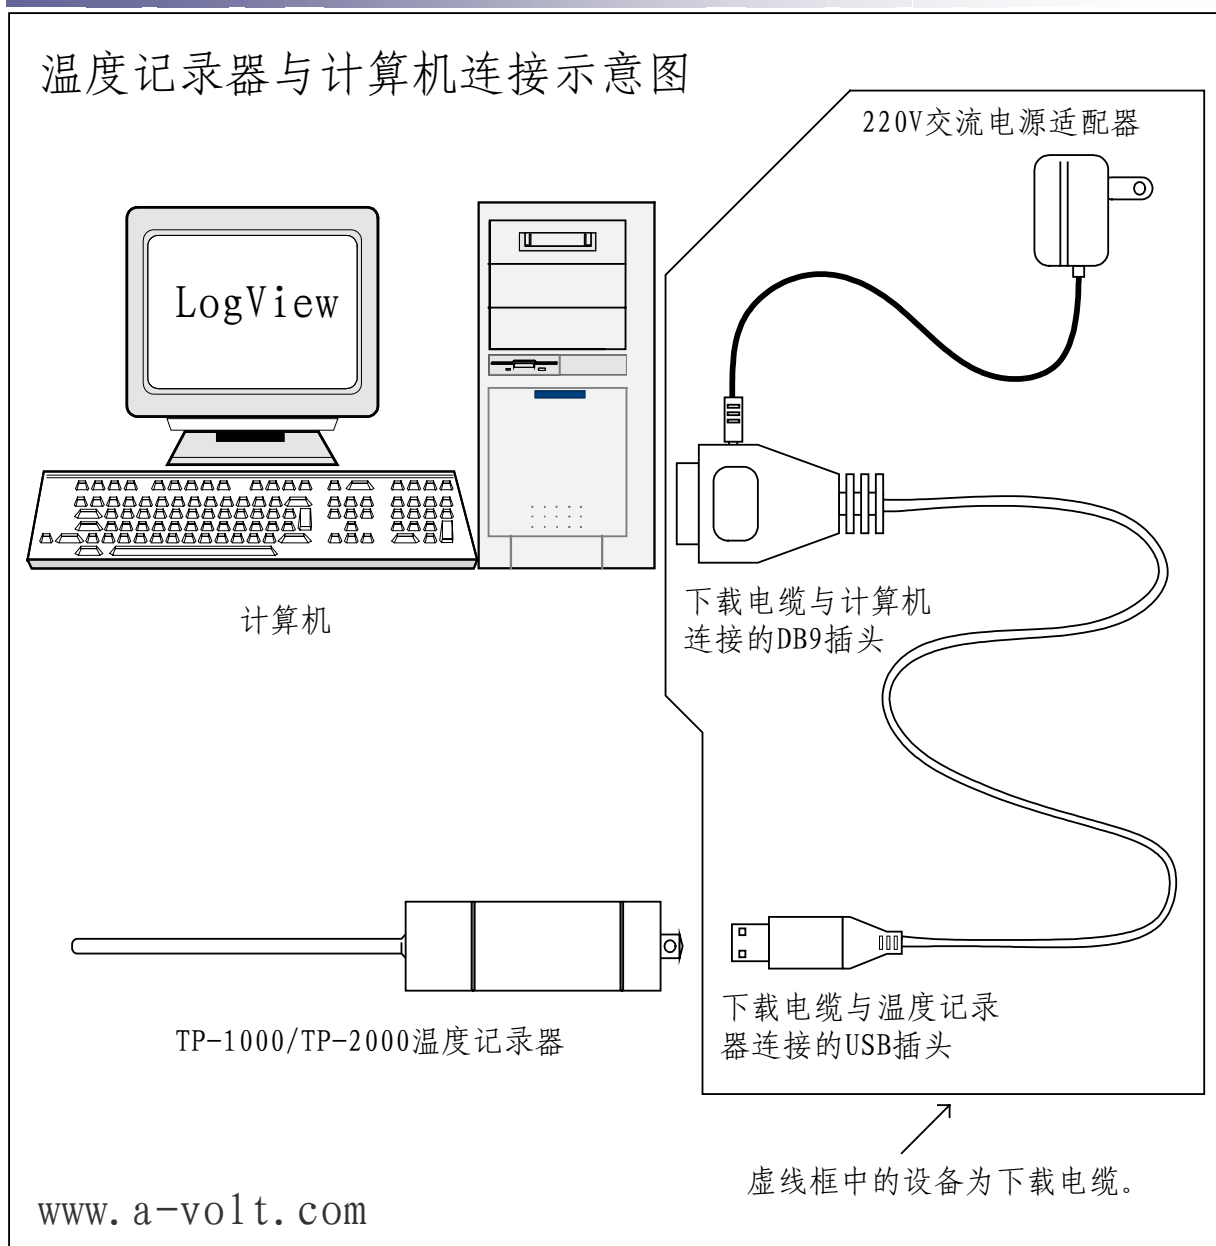 温度记录器与计算机连接示意图
220V交流电源适配器
LogView
计算机
下载电缆与计算机
连接的DB9插头
TP-1000/TP-2000温度记录器
下载电缆与温度记录
器连接的USB插头
虚线框中的设备为下载电缆。
www.a-volt.com